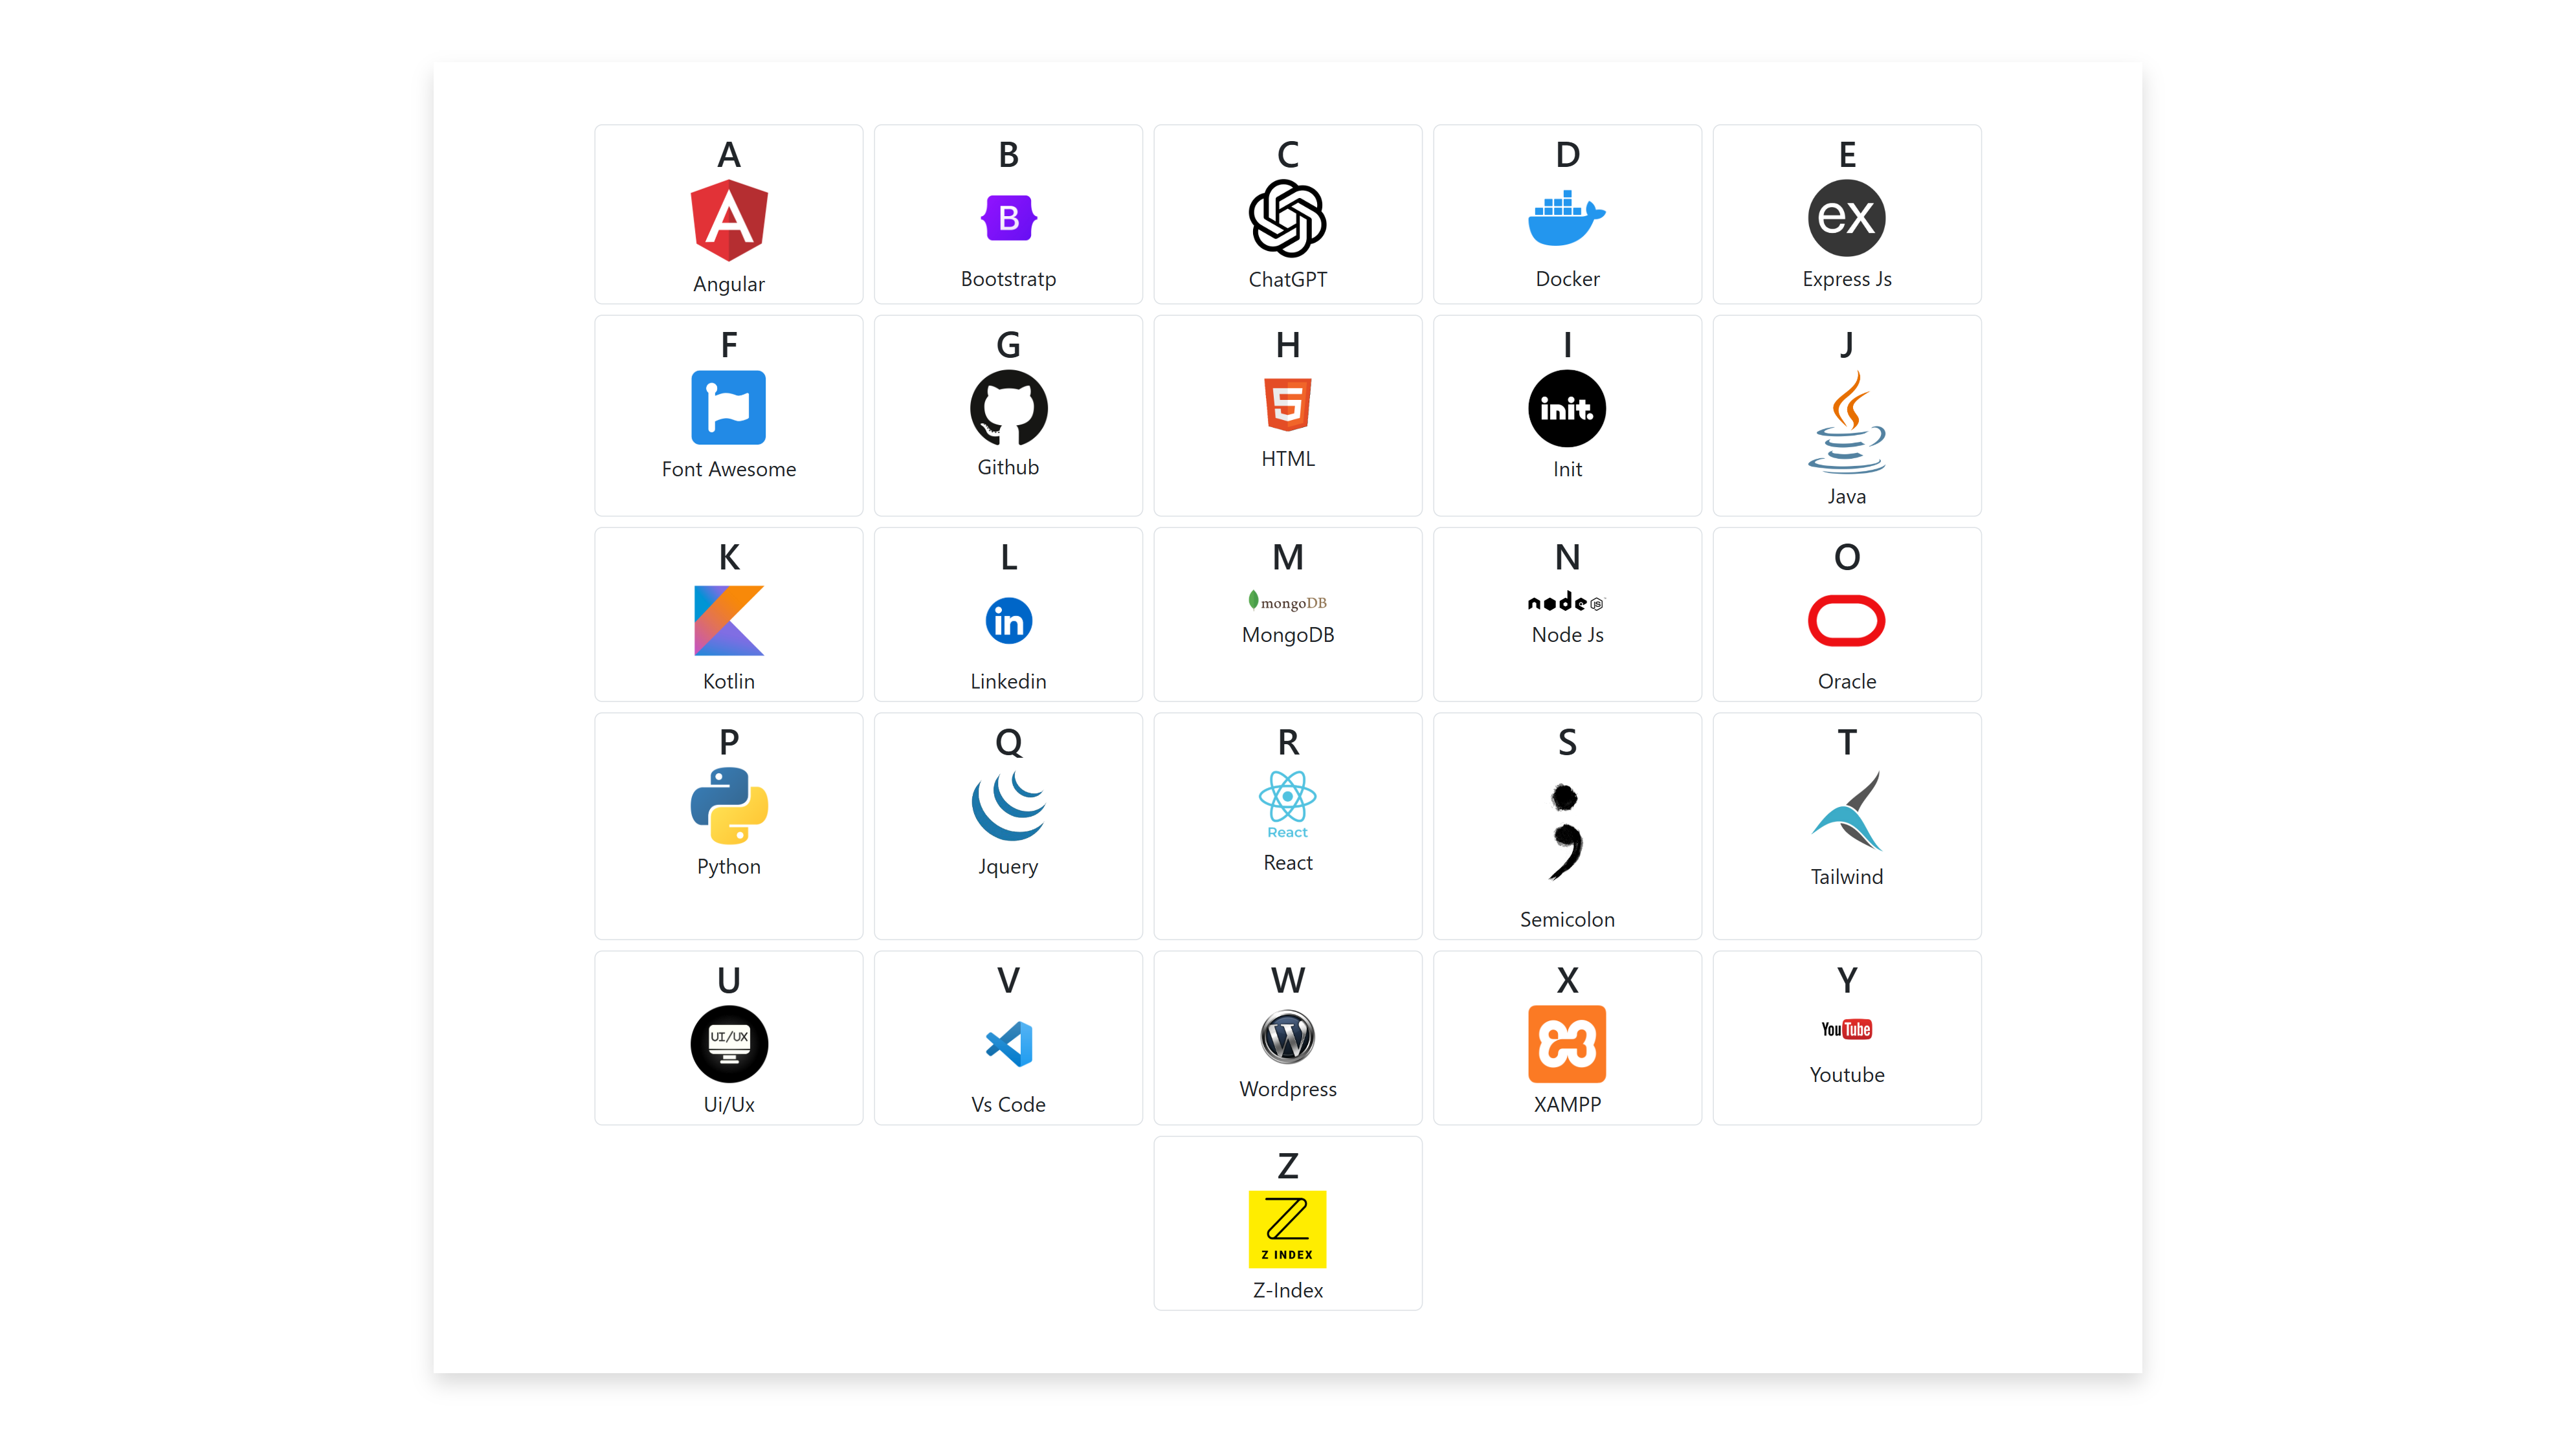 A
Angular
B
B
Bootstratp
C
ChatGPT
D
Docker
E
ex
Express Js
F
Font Awesome
G
Github
H
5
HTML
I
init.
Init
J
Java
K
Kotlin
L
in
Linkedin
M
mongoDB
MongoDB
N
node JS
Node Js
O
Oracle
P
Python
Q
Jquery
R
React
React
S
;
Semicolon
T
Tailwind
U
UI/UX
Ui/Ux
V
Vs Code
W
W
Wordpress
X
XAMPP
Y
YouTube
Youtube
Z
Z INDEX
Z-Index